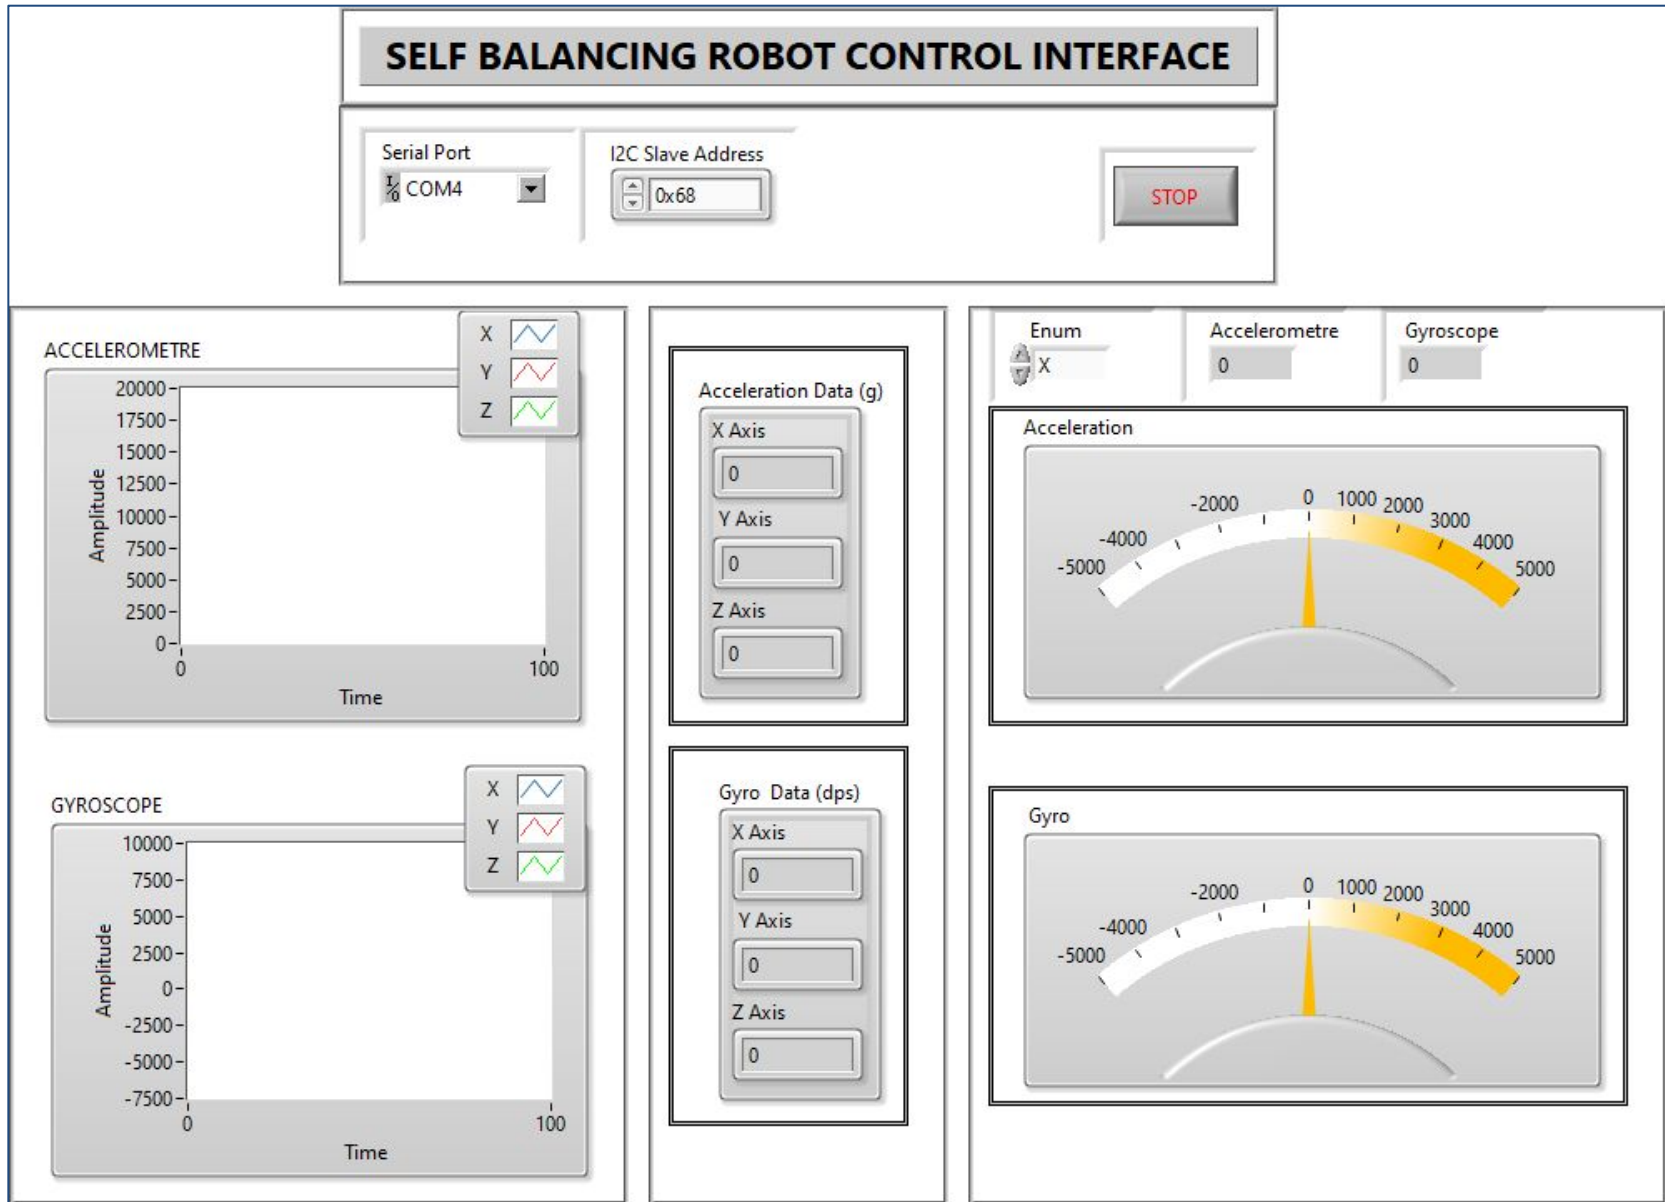 SELF BALANCING ROBOT CONTROL INTERFACE
Serial Port
I/O COM4
I2C Slave Address
0x68
STOP
ACCELEROMETRE
X
Y
Z
20000
17500
15000
12500
10000
7500
5000
2500
0
Amplitude
0 100
Time
GYROSCOPE
X
Y
Z
10000
7500
5000
2500
0
-2500
-5000
-7500
Amplitude
0 100
Time
Acceleration Data (g)
X Axis
0
Y Axis
0
Z Axis
0
Gyro Data (dps)
X Axis
0
Y Axis
0
Z Axis
0
Enum
X
Accelerometre
0
Gyroscope
0
Acceleration
-5000 -4000 -2000 0 1000 2000 3000 4000 5000
Gyro
-5000 -4000 -2000 0 1000 2000 3000 4000 5000